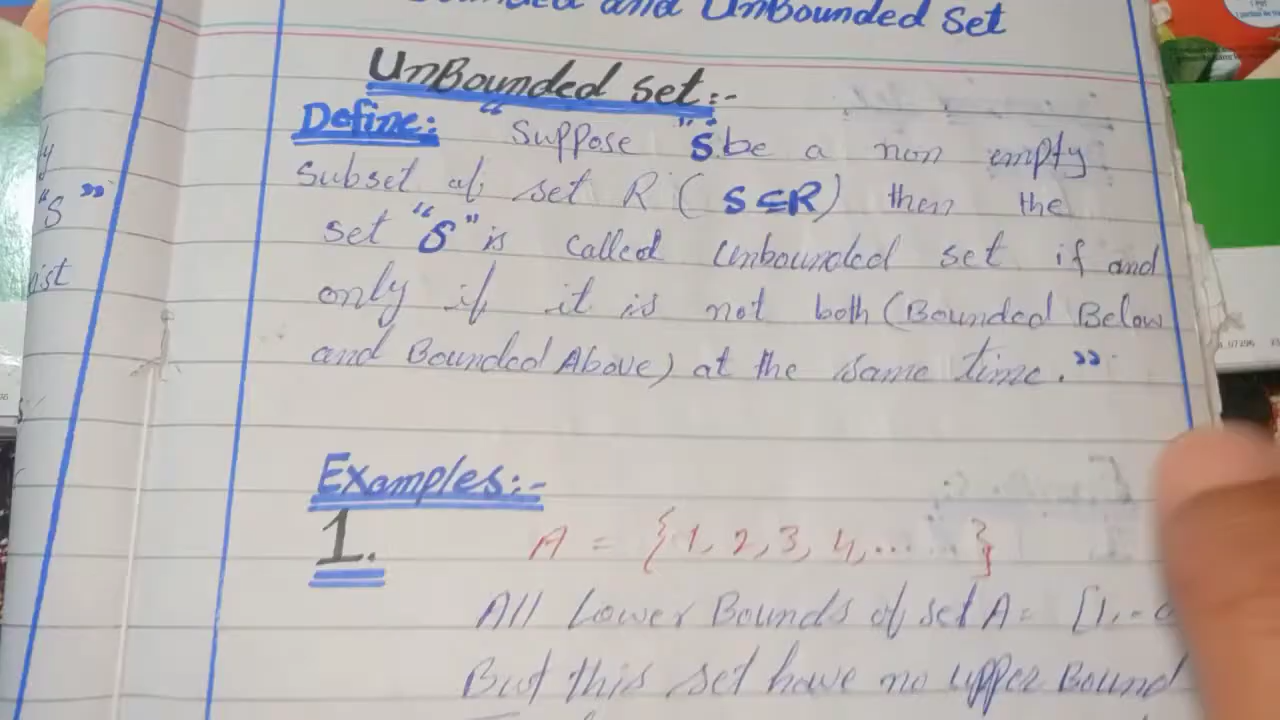 Bounded and UnBounded Set
UnBounded Set:-
Define: "Suppose "S" be a non empty
Subset of set R (S⊆R) then the
set "S" is called unbounded set if and
only if it is not both (Bounded Below
and Bounded Above) at the same time."
Examples:-
1. A = {1, 2, 3, 4, ......}
All Lower Bounds of set A = [1, -
But this set have no upper Bound
"S"